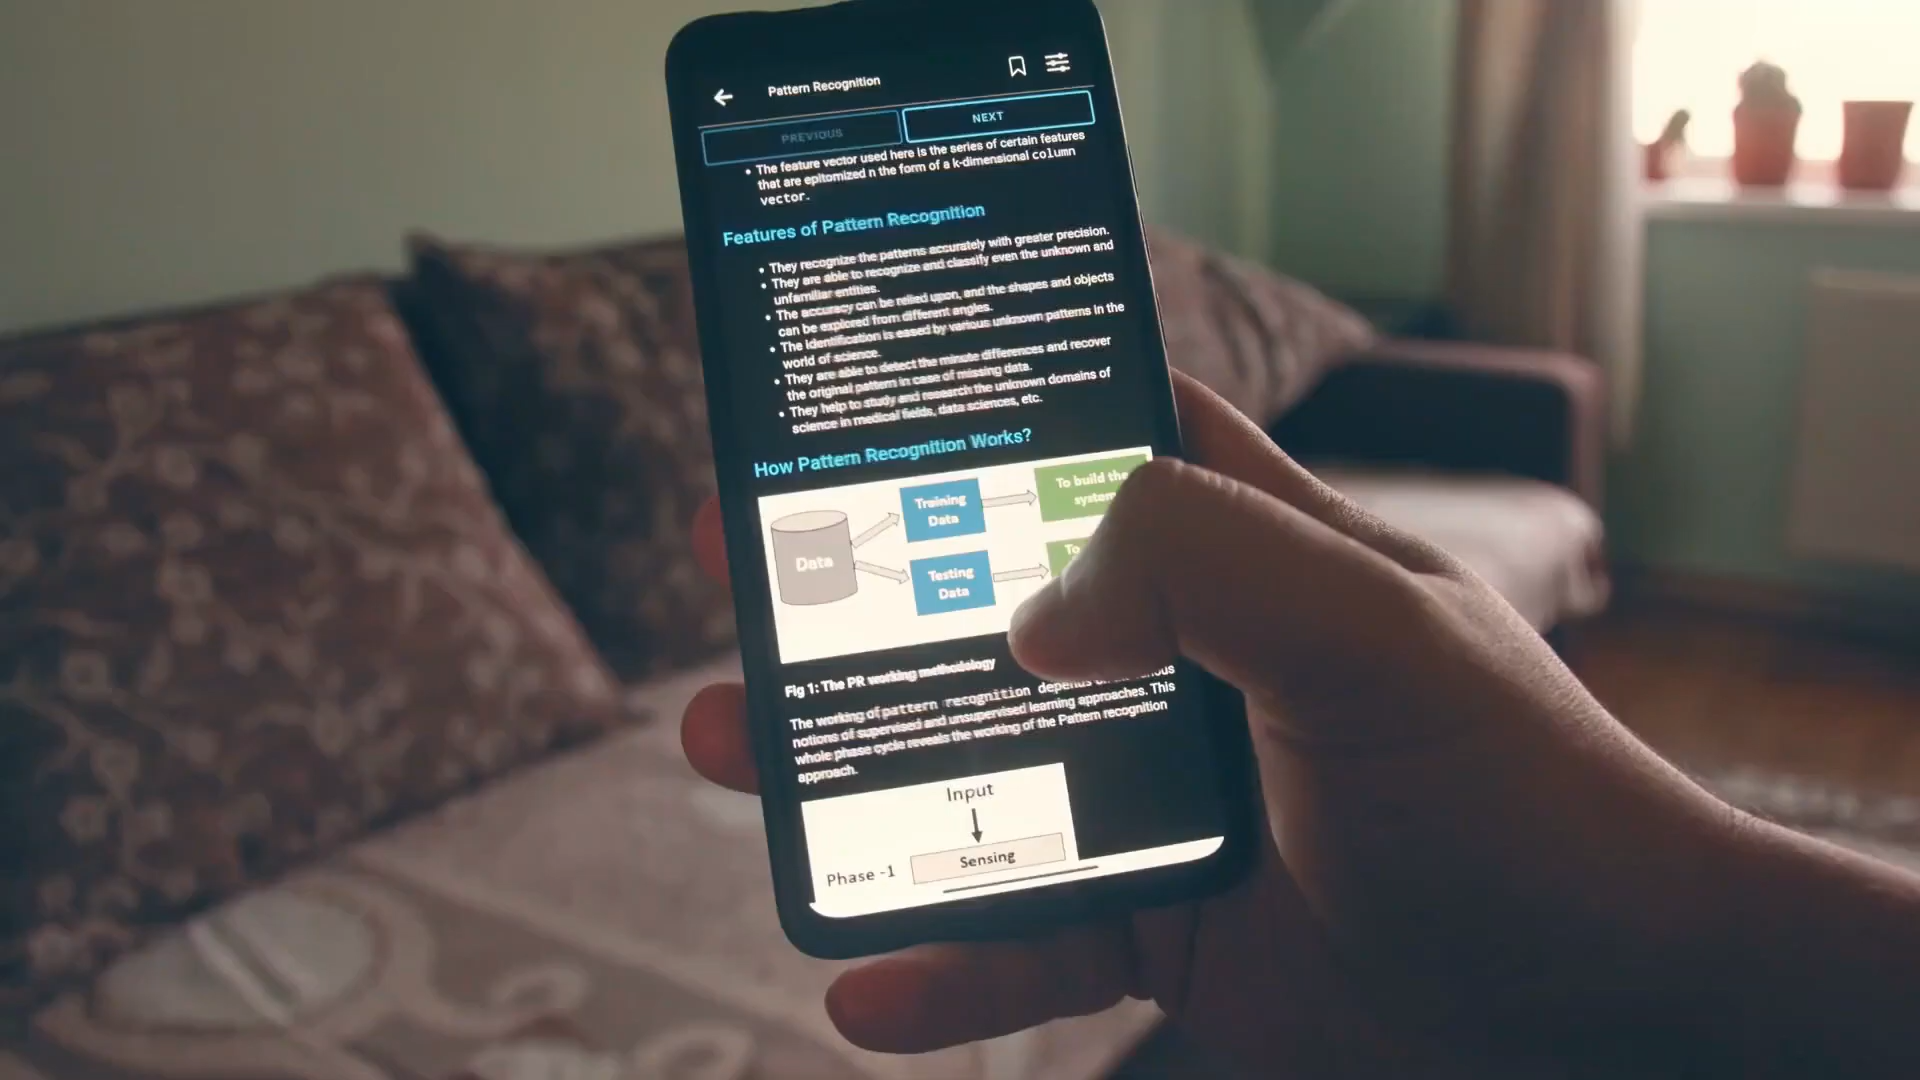 Pattern Recognition
PREVIOUS
NEXT
• The feature vector used here is the series of certain features
that are epitomized n the form of a k-dimensional column
vector.
Features of Pattern Recognition
• They recognize the patterns accurately with greater precision.
• They are able to recognize and classify even the unknown and
unfamiliar entities.
• The accuracy can be relied upon, and the shapes and objects
can be explored from different angles.
• The identification is eased by various unknown patterns in the
world of science.
• They are able to detect the minute differences and recover
the original pattern in case of missing data.
• They help to study and research the unknown domains of
science in medical fields, data sciences, etc.
How Pattern Recognition Works?
Data
Training
Data
To build the
system
Testing
Data
To
Fig 1: The PR working methodology
The working of pattern recognition depends
notions of supervised and unsupervised learning approaches. This
whole phase cycle reveals the working of the Pattern recognition
approach.
Input
Sensing
Phase -1